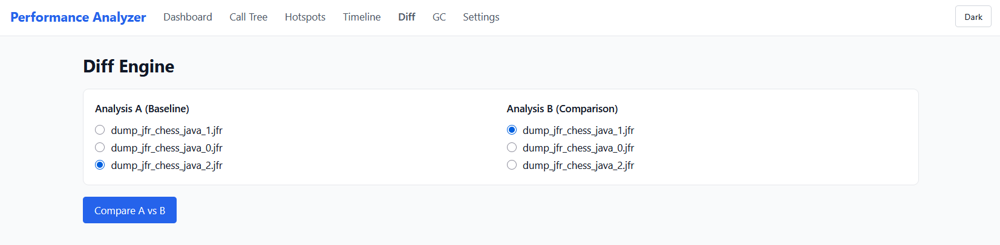 Performance Analyzer Dashboard Call Tree Hotspots Timeline Diff GC Settings Dark
Diff Engine
Analysis A (Baseline)
dump_jfr_chess_java_1.jfr
dump_jfr_chess_java_0.jfr
dump_jfr_chess_java_2.jfr
Analysis B (Comparison)
dump_jfr_chess_java_1.jfr
dump_jfr_chess_java_0.jfr
dump_jfr_chess_java_2.jfr
Compare A vs B